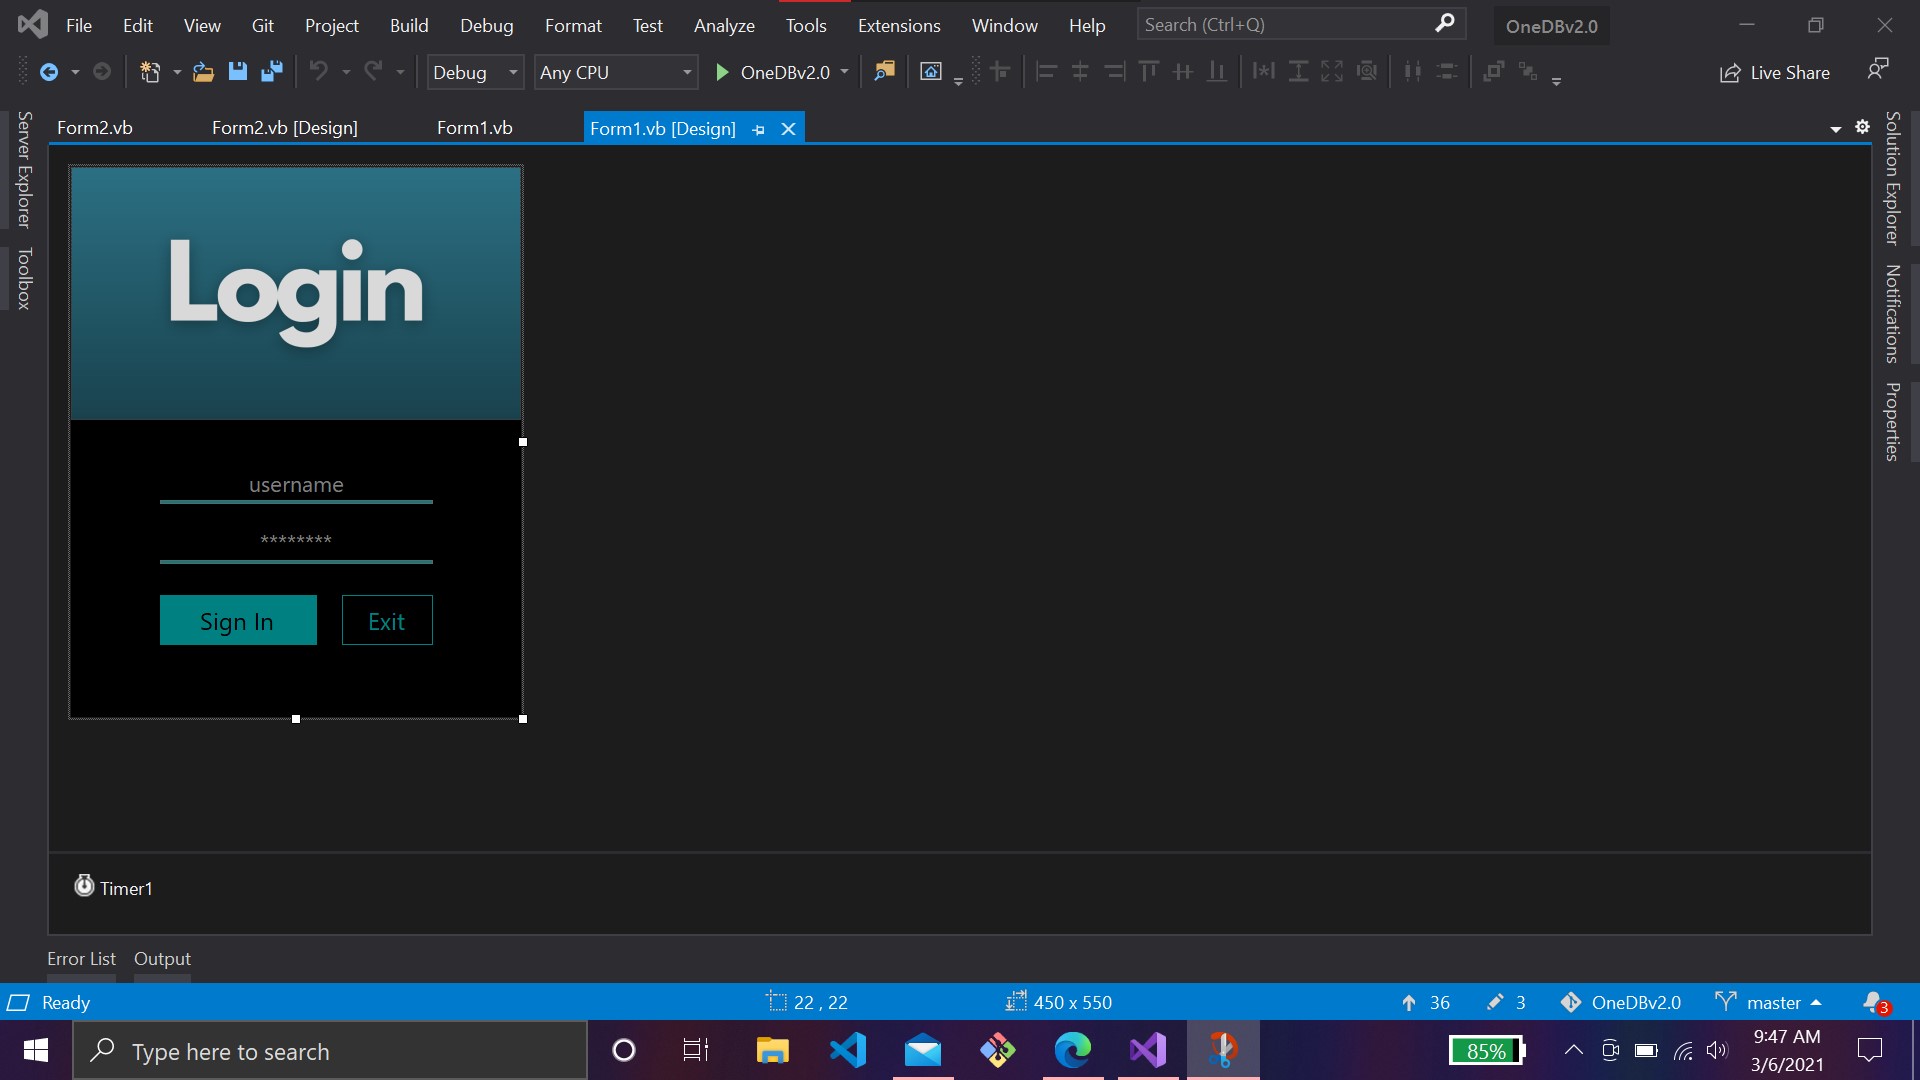 File Edit View Git Project Build Debug Format Test Analyze Tools Extensions Window Help Search (Ctrl+Q) OneDBv2.0
Debug Any CPU OneDBv2.0 Live Share
Form2.vb Form2.vb [Design] Form1.vb Form1.vb [Design]
Server Explorer
Toolbox
Solution Explorer
Notifications
Properties
Login
username
********
Sign In Exit
Timer1
Error List Output
Ready 22 , 22 450 x 550 36 3 OneDBv2.0 master 3
Type here to search 85% 9:47 AM
3/6/2021